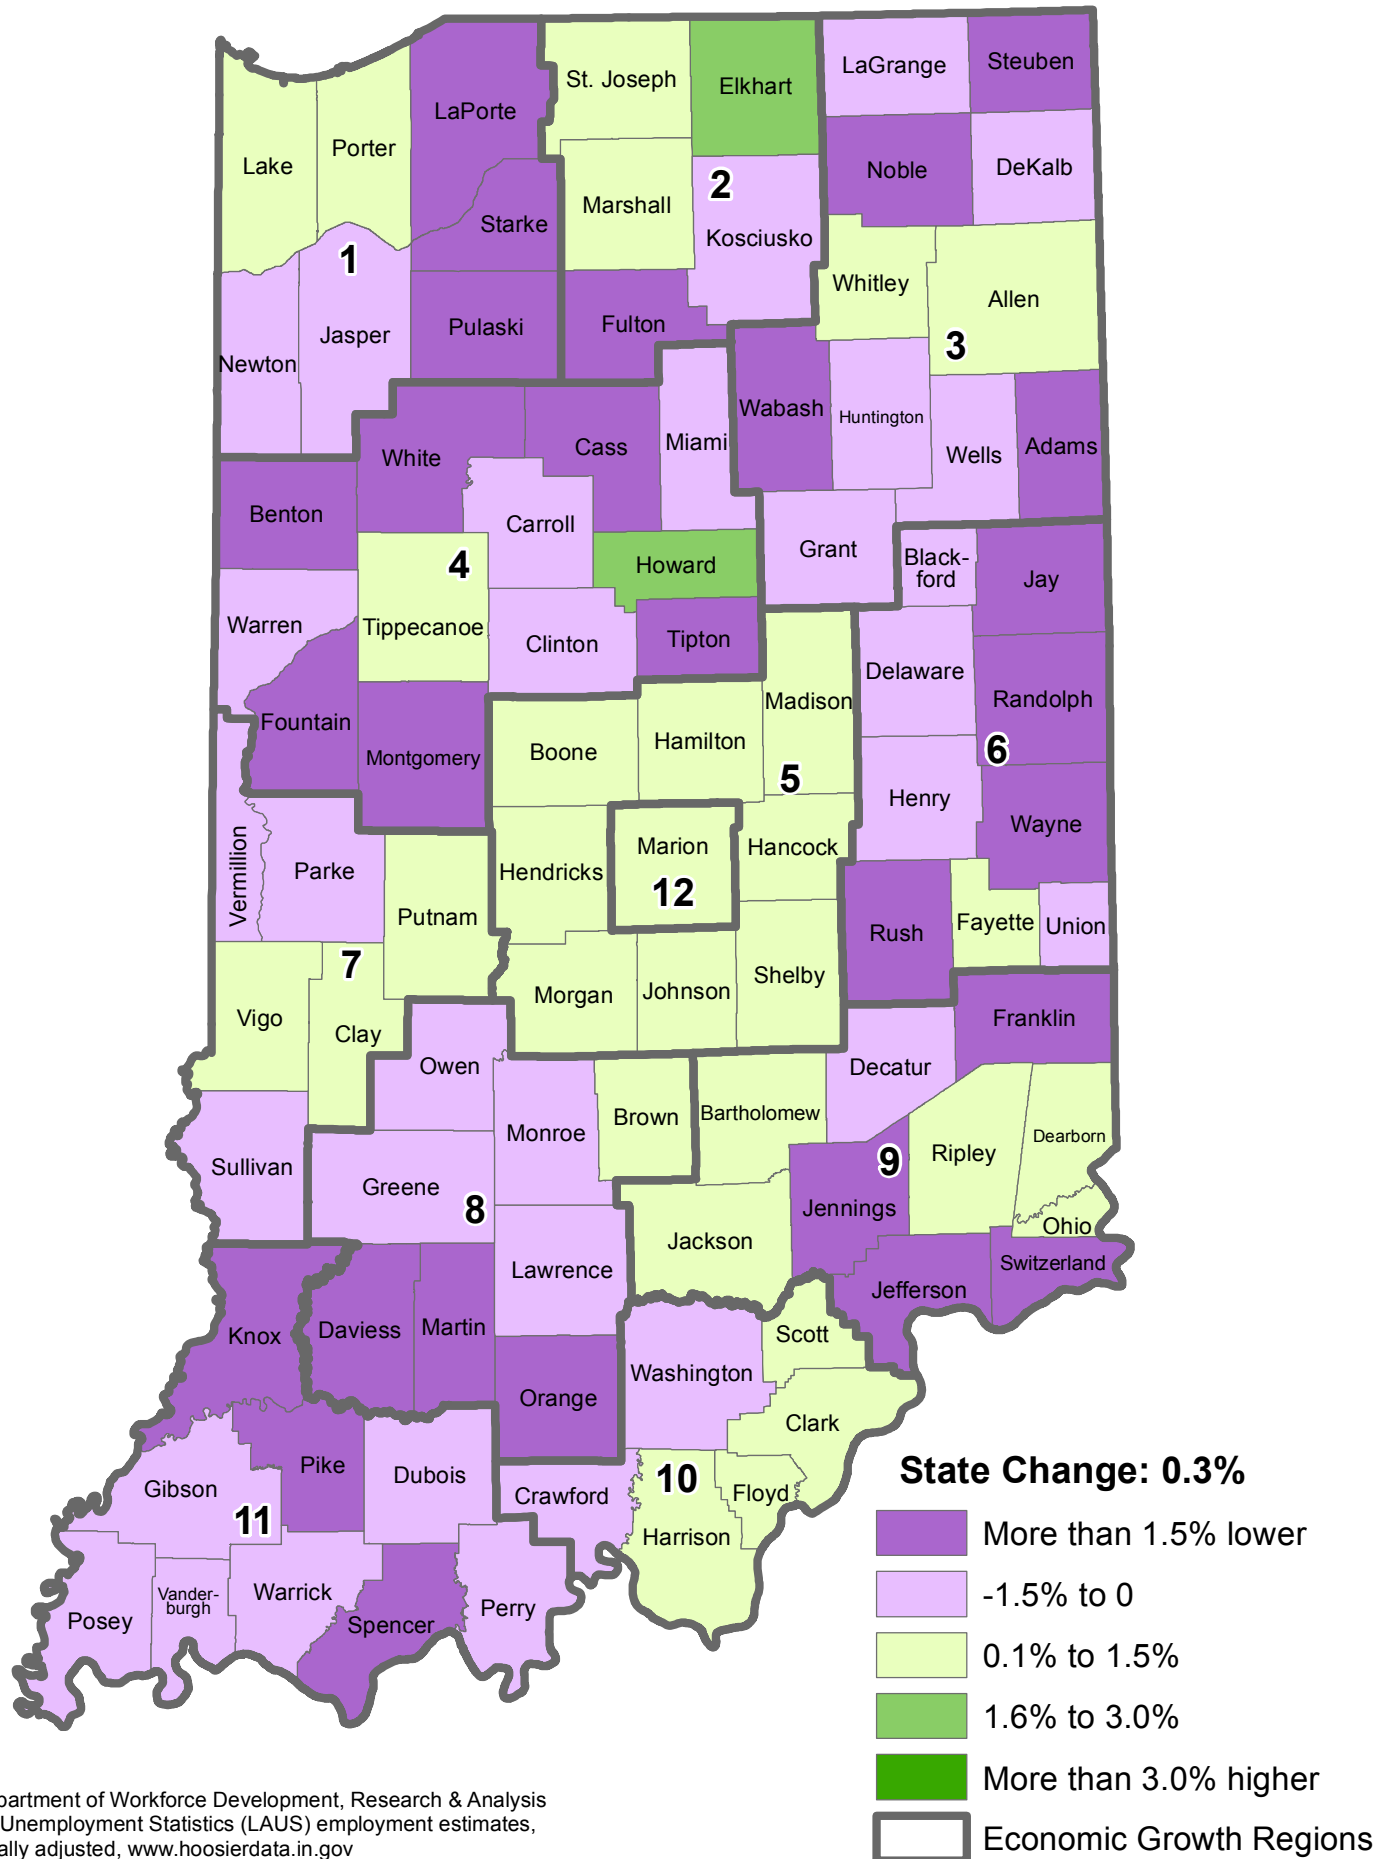 LaGrange
Steuben
St. Joseph
Elkhart
LaPorte
Porter
Lake
Noble
DeKalb
2
Marshall
Starke
Kosciusko
1
Whitley
Allen
Fulton
Pulaski
Jasper
3
Newton
Wabash
Huntington
Miami
Cass
White
Wells
Adams
Benton
Carroll
Grant
Black-
ford
Jay
4
Howard
Warren
Tippecanoe
Clinton
Tipton
Delaware
Randolph
Madison
Fountain
Montgomery
Boone
Hamilton
6
5
Henry
Wayne
Vermillion
Parke
Hendricks
Marion
12
Hancock
Putnam
Rush
Fayette
Union
7
Morgan
Johnson
Shelby
Vigo
Clay
Franklin
Owen
Decatur
Monroe
Brown
Bartholomew
Dearborn
Ripley
9
Sullivan
Greene
8
Jennings
Ohio
Jackson
Switzerland
Lawrence
Jefferson
Knox
Daviess
Martin
Scott
Washington
Orange
Clark
Pike
Dubois
Gibson
10
Floyd
Crawford
11
Harrison
Warrick
Vander-
burgh
Posey
Spencer
Perry
State Change: 0.3%
More than 1.5% lower
-1.5% to 0
0.1% to 1.5%
1.6% to 3.0%
More than 3.0% higher
Economic Growth Regions
of Workforce Development, Research & Analysis
Unemployment Statistics (LAUS) employment estimates,
adjusted, www.hoosierdata.in.gov